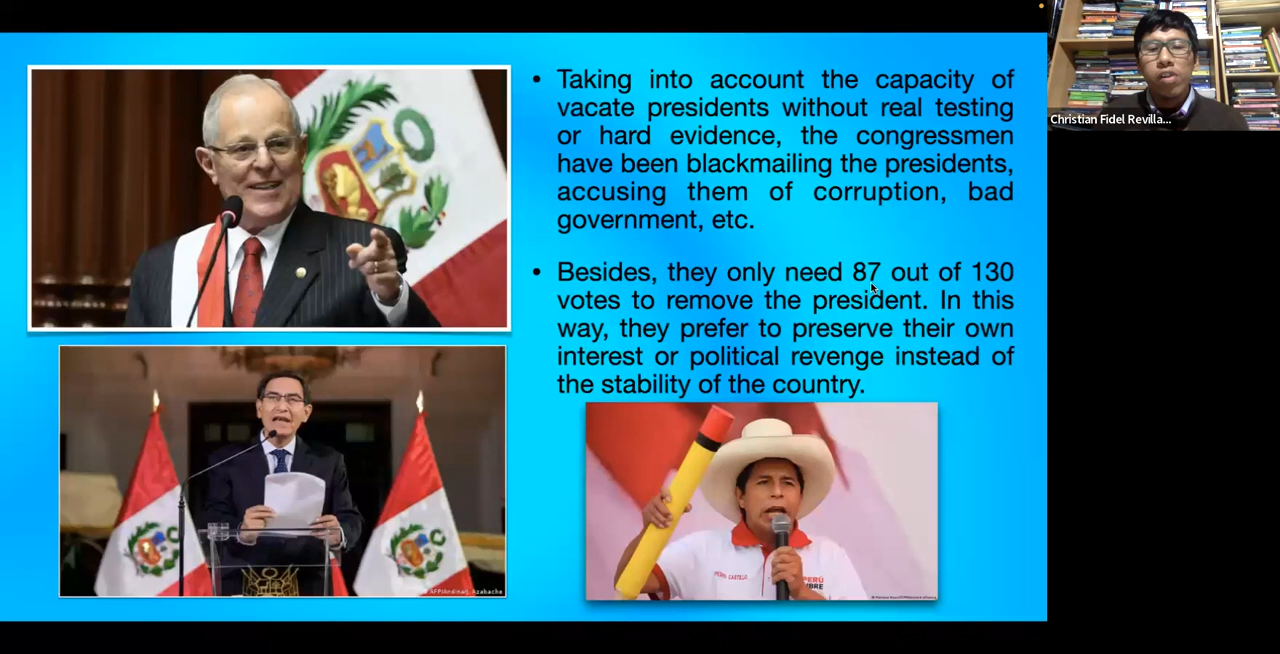 • Taking into account the capacity of
vacate presidents without real testing
or hard evidence, the congressmen
have been blackmailing the presidents,
accusing them of corruption, bad
government, etc.
• Besides, they only need 87 out of 130
votes to remove the president. In this
way, they prefer to preserve their own
interest or political revenge instead of
the stability of the country.
Christian Fidel Revilla...
PEDRO CASTILLO
PERÚ